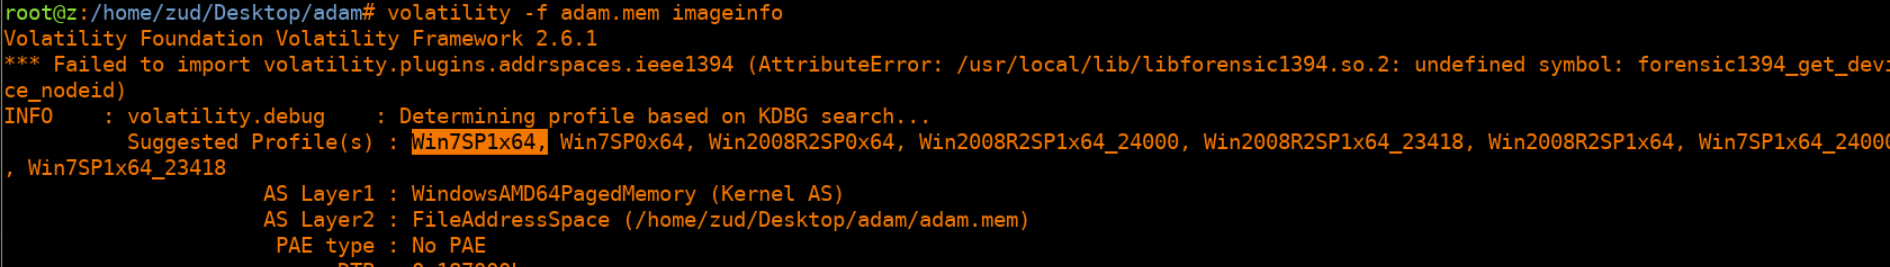 root@z:/home/zud/Desktop/adam# volatility -f adam.mem imageinfo
Volatility Foundation Volatility Framework 2.6.1
*** Failed to import volatility.plugins.addrspaces.ieee1394 (AttributeError: /usr/local/lib/libforensic1394.so.2: undefined symbol: forensic1394_get_devi
ce_nodeid)
INFO    : volatility.debug    : Determining profile based on KDBG search...
          Suggested Profile(s) : Win7SP1x64, Win7SP0x64, Win2008R2SP0x64, Win2008R2SP1x64_24000, Win2008R2SP1x64_23418, Win2008R2SP1x64, Win7SP1x64_24000
, Win7SP1x64_23418
                     AS Layer1 : WindowsAMD64PagedMemory (Kernel AS)
                     AS Layer2 : FileAddressSpace (/home/zud/Desktop/adam/adam.mem)
                      PAE type : No PAE